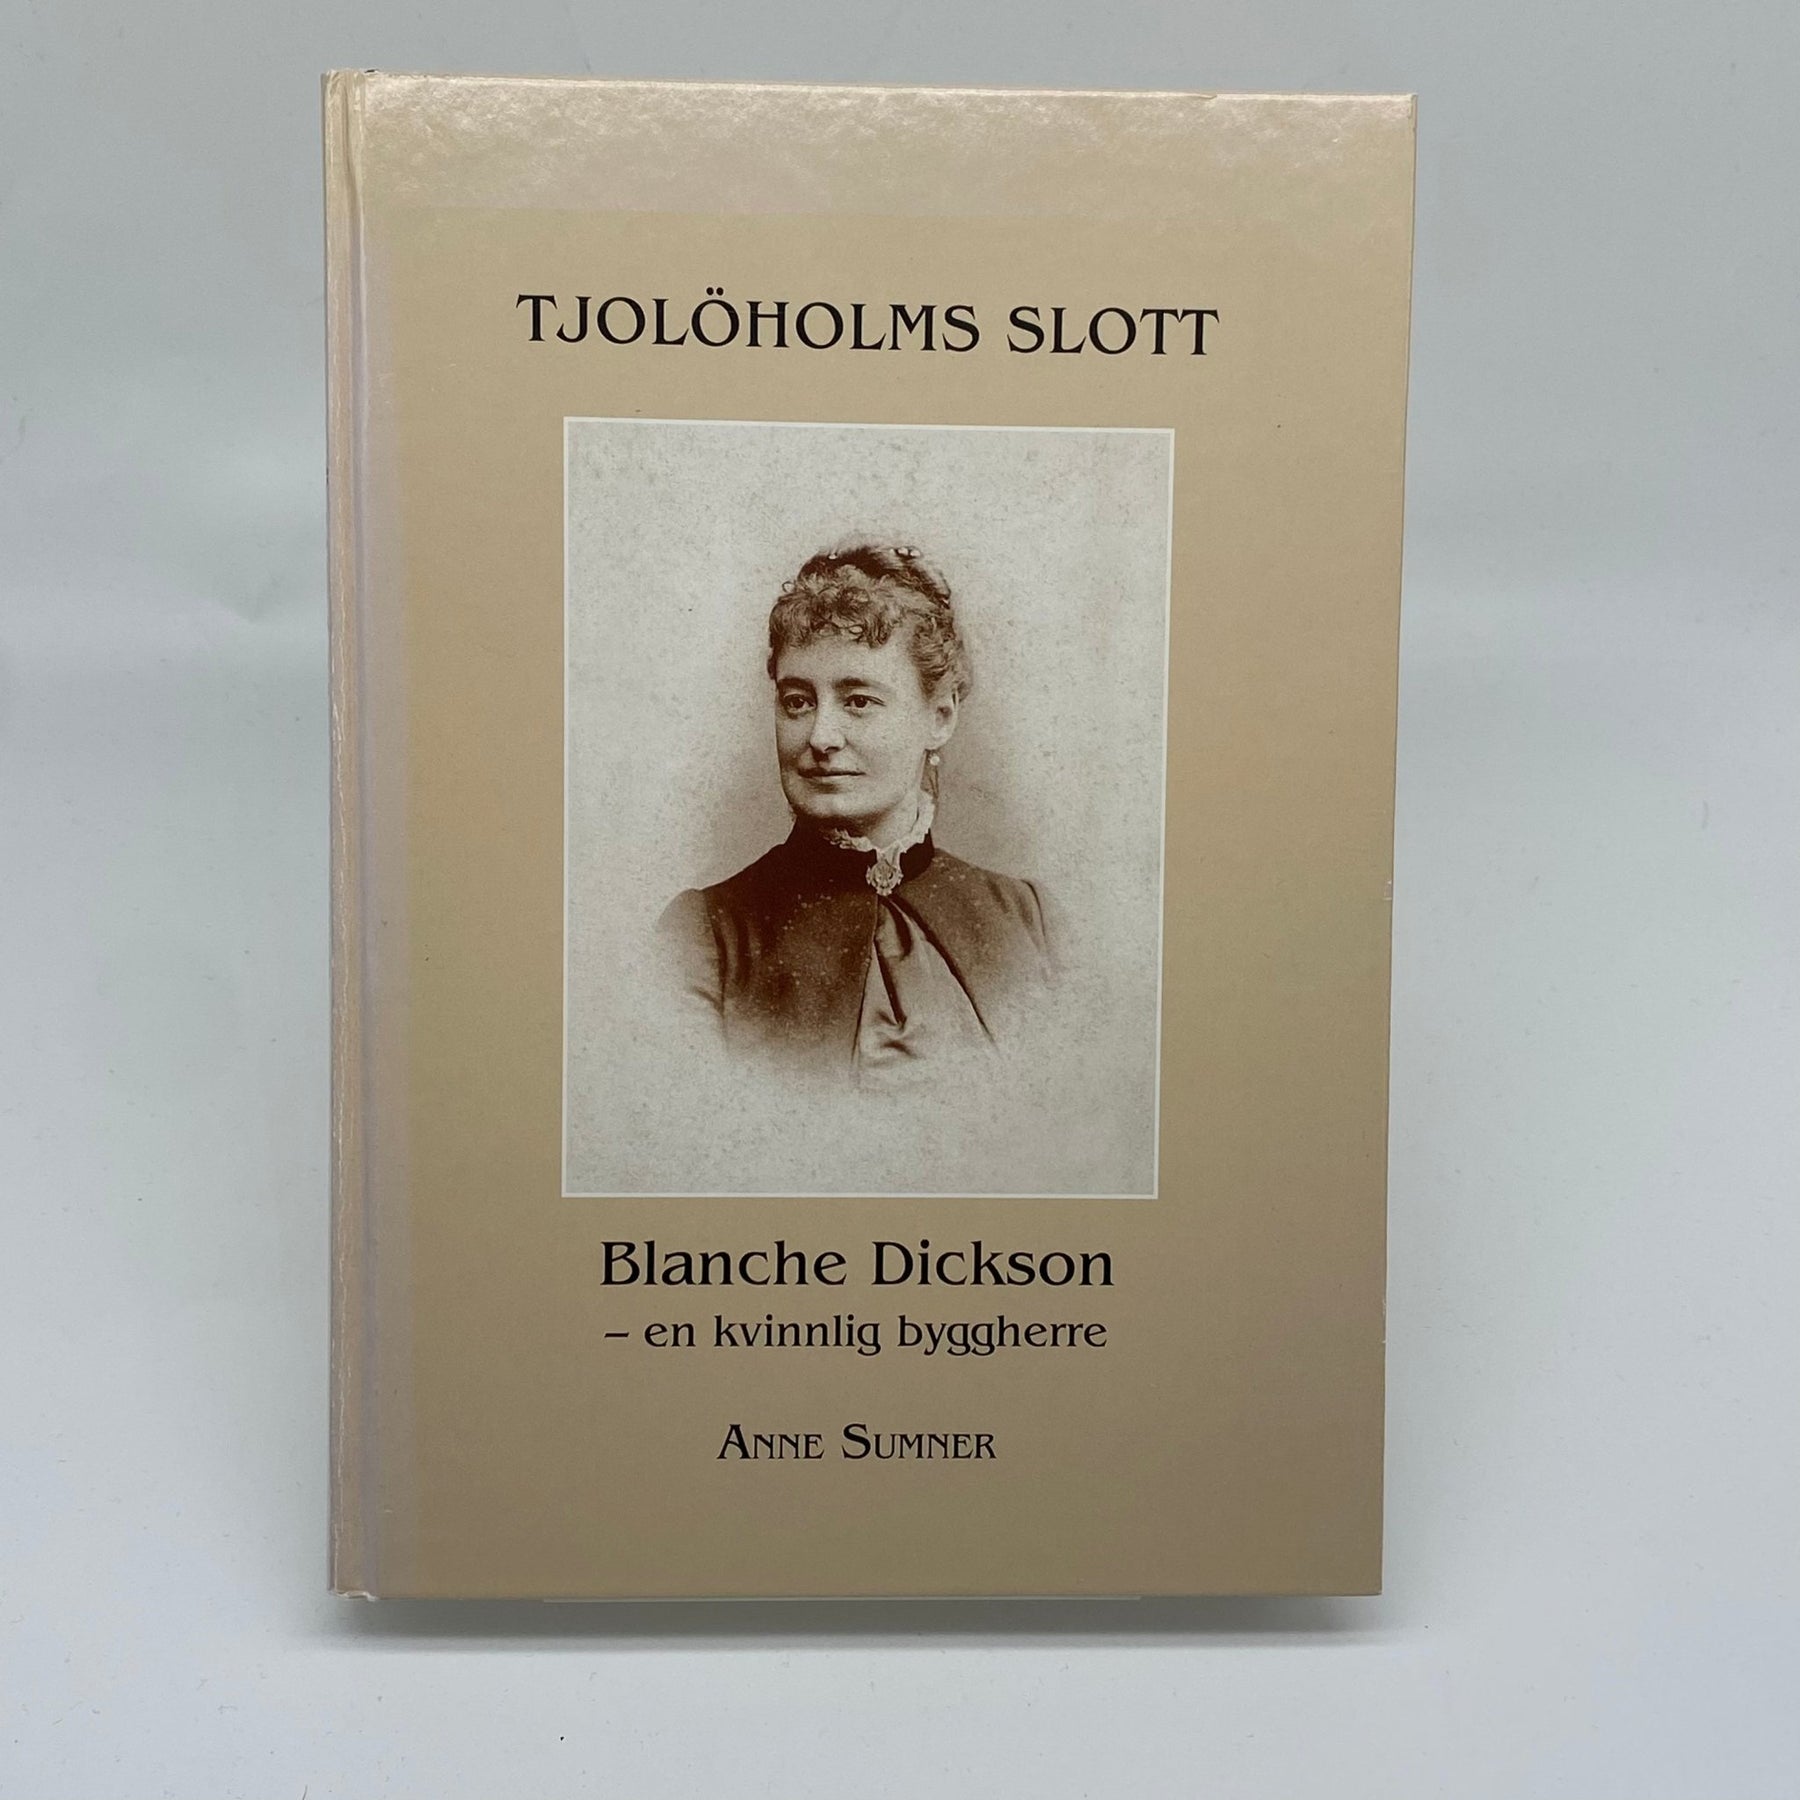 TJOLÖHOLMS SLOTT
Blanche Dickson
– en kvinnlig byggherre
ANNE SUMNER